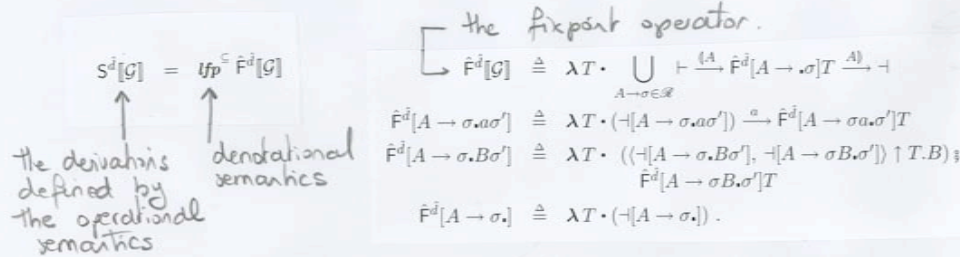 the fixpoint operator.
S^ď⟦𝒢⟧ = lfp^⊆ F̂^ď⟦𝒢⟧
F̂^ď⟦𝒢⟧ ≜ λT · ⋃_{A→σ∈ℛ} ⊢ —⦇A→ F̂^ď[A → .σ]T —A⦈→ ⊣
F̂^ď[A → σ.aσ'] ≜ λT · (⊣[A → σ.aσ']) —a→ F̂^ď[A → σa.σ']T
F̂^ď[A → σ.Bσ'] ≜ λT · (⟨⊣[A → σ.Bσ'], ⊣[A → σB.σ']⟩ ↑ T.B) ⨟
F̂^ď[A → σB.σ']T
F̂^ď[A → σ.] ≜ λT · (⊣[A → σ.]) .
the derivations
defined by
the operational
semantics
denotational
semantics